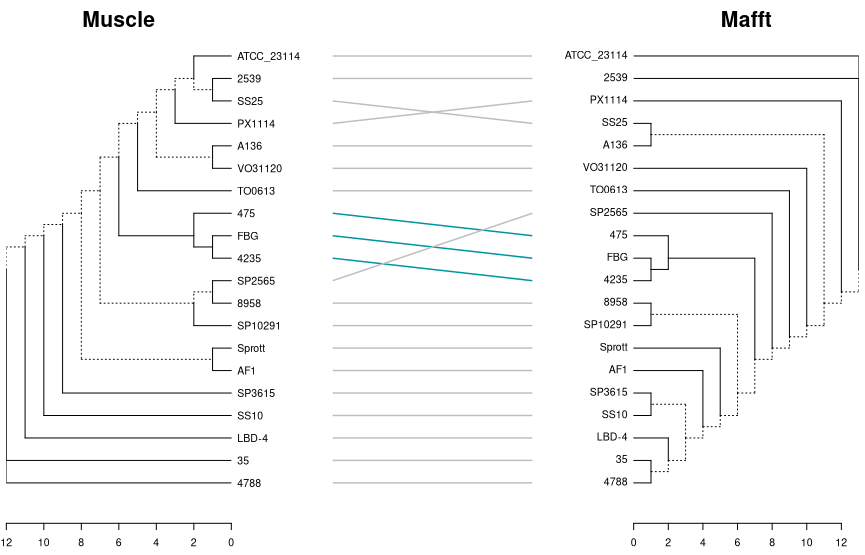 Muscle
Mafft
ATCC_23114
ATCC_23114
2539
2539
SS25
PX1114
PX1114
SS25
A136
A136
VO31120
VO31120
TO0613
TO0613
475
SP2565
FBG
475
4235
FBG
SP2565
4235
8958
8958
SP10291
SP10291
Sprott
Sprott
AF1
AF1
SP3615
SP3615
SS10
SS10
LBD-4
LBD-4
35
35
4788
4788
12 10 8 6 4 2 0
0 2 4 6 8 10 12